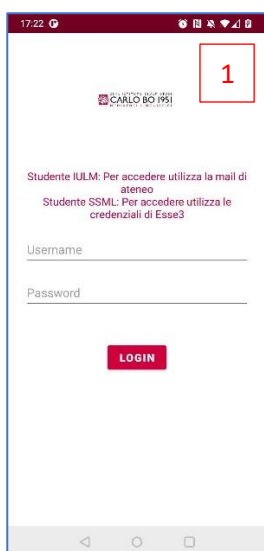 17:22
1
CARLO BO 1951
Studente IULM: Per accedere utilizza la mail di
ateneo
Studente SSML: Per accedere utilizza le
credenziali di Esse3
Username
Password
LOGIN